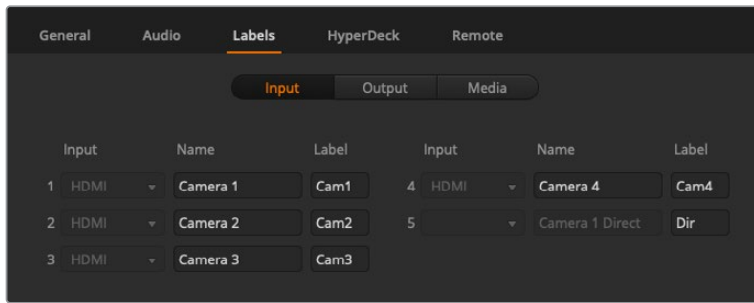 General Audio Labels HyperDeck Remote
Input Output Media
Input Name Label Input Name Label
1 HDMI Camera 1 Cam1 4 HDMI Camera 4 Cam4
2 HDMI Camera 2 Cam2 5 Camera 1 Direct Dir
3 HDMI Camera 3 Cam3